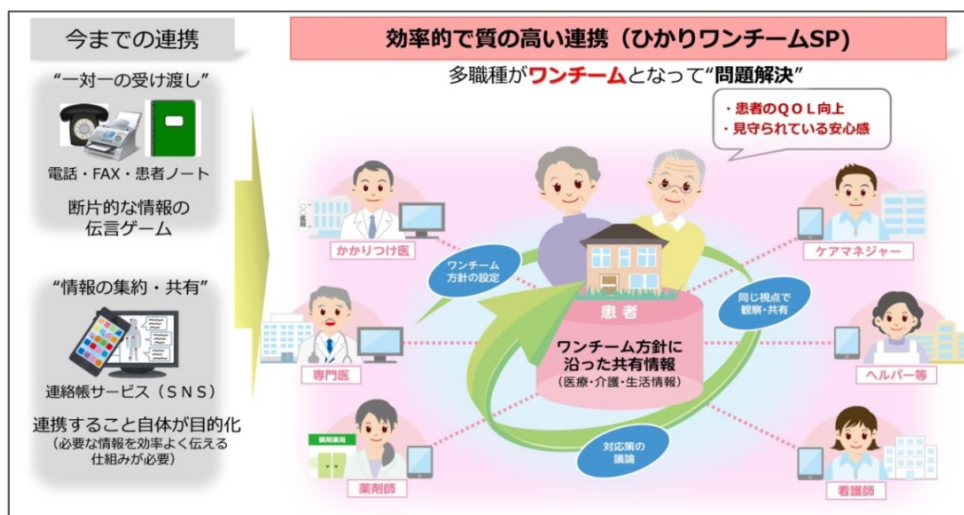 今までの連携
“一対一の受け渡し”
電話・FAX・患者ノート
断片的な情報の
伝言ゲーム
“情報の集約・共有”
連絡帳サービス（ＳＮＳ）
連携すること自体が目的化
（必要な情報を効率よく伝える
仕組みが必要）
効率的で質の高い連携（ひかりワンチームSP)
多職種がワンチームとなって“問題解決”
・患者のＱＯＬ向上
・見守られている安心感
かかりつけ医
ケアマネジャー
ワンチーム
方針の設定
同じ視点で
観察・共有
患者
ワンチーム方針に
沿った共有情報
（医療・介護・生活情報）
専門医
ヘルパー等
対応策の
議論
調剤薬局
薬剤師
看護師